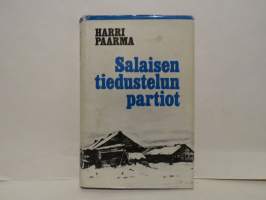 HARRI
PAARMA
Salaisen
tiedustelun
partiot